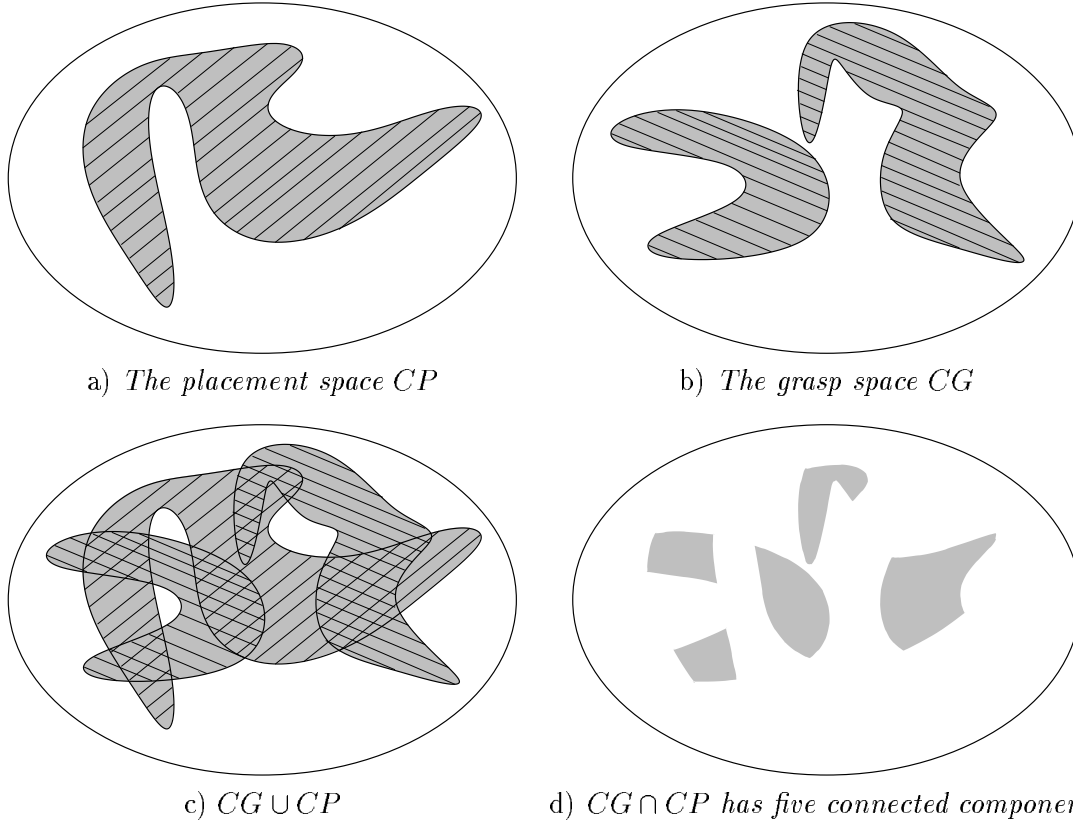 a) The placement space CP
b) The grasp space CG
c) CG ∪ CP
d) CG ∩ CP has five connected componen